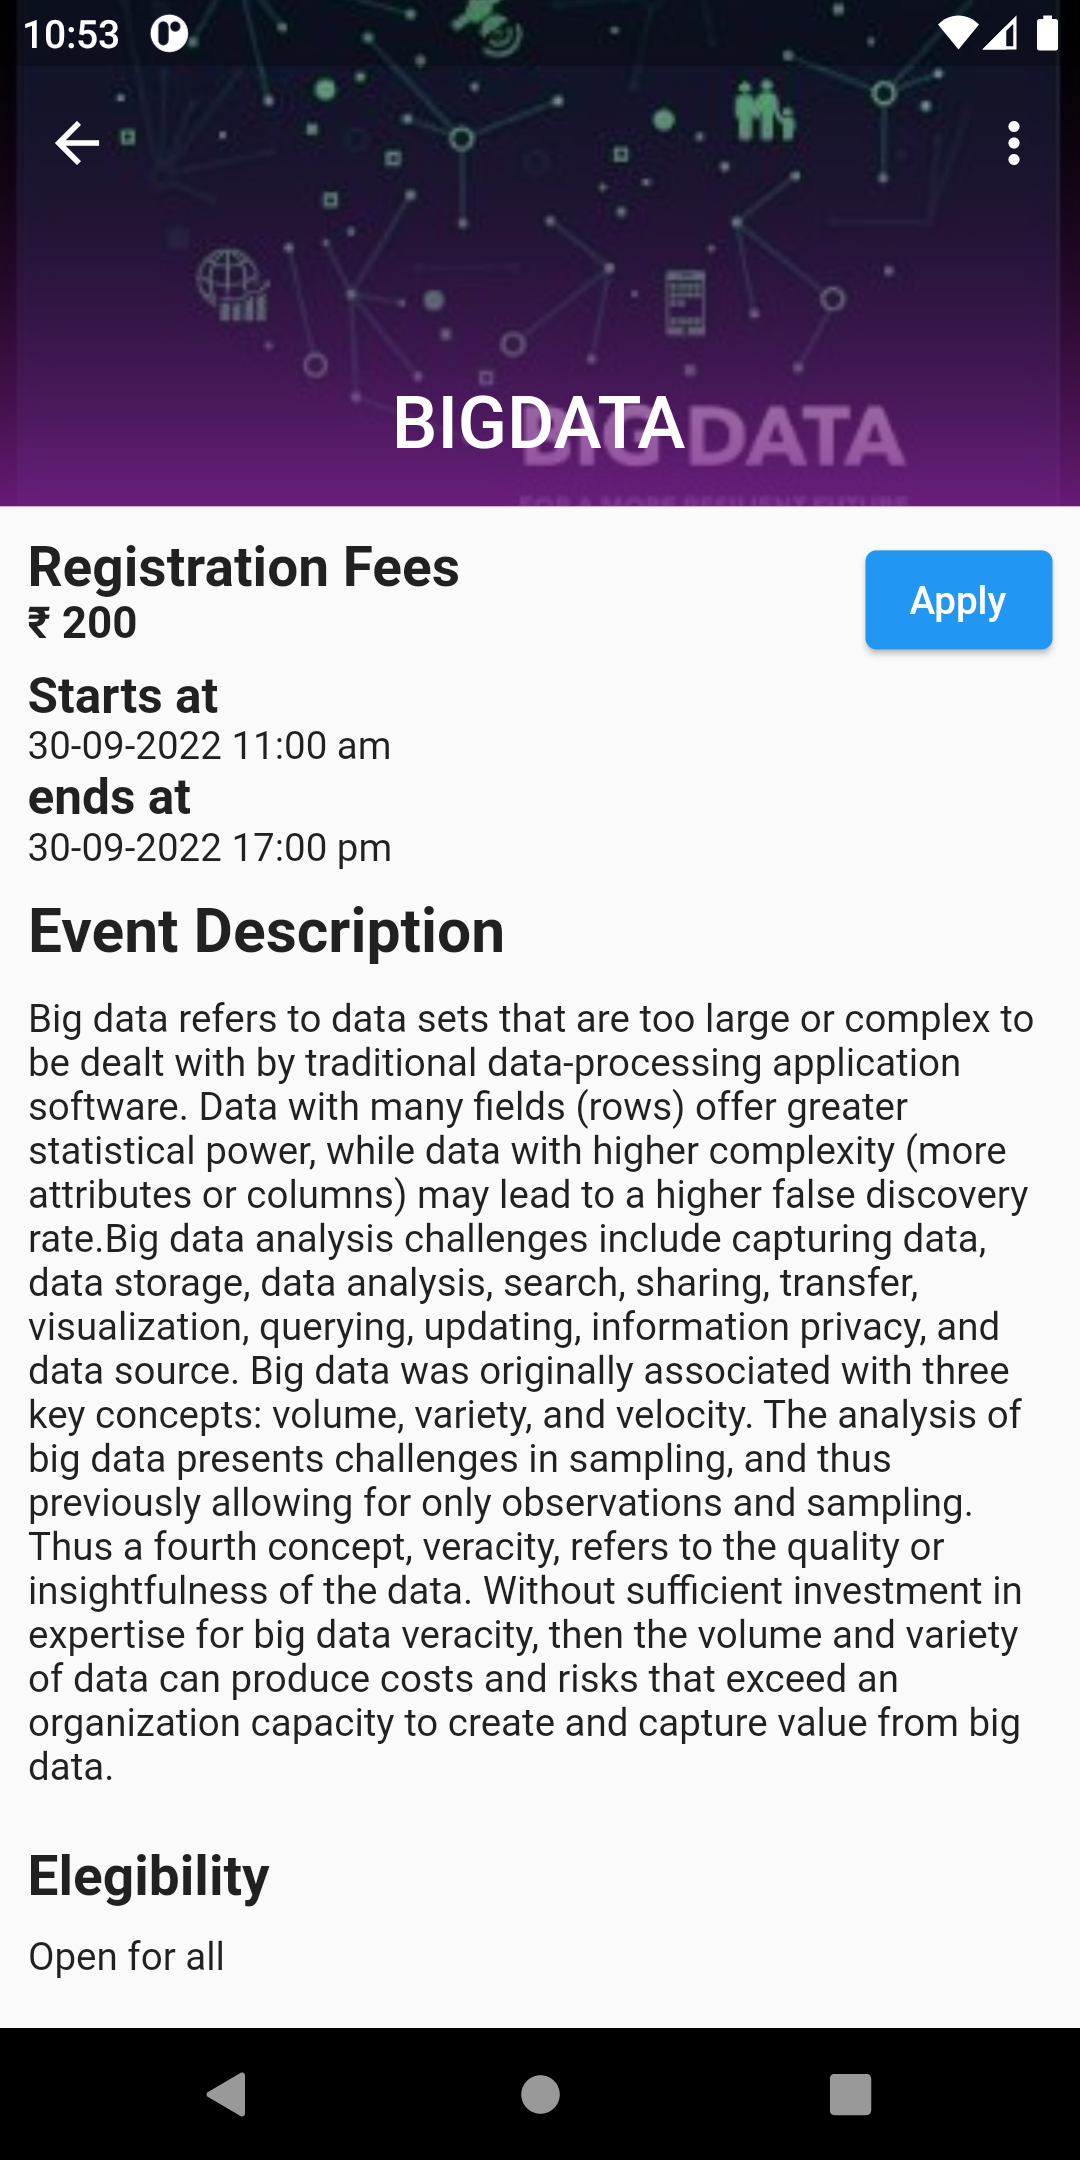 10:53
BIGDATA
BIG DATA
FOR A MORE RESILIENT FUTURE
Registration Fees
₹ 200
Apply
Starts at
30-09-2022 11:00 am
ends at
30-09-2022 17:00 pm
Event Description
Big data refers to data sets that are too large or complex to
be dealt with by traditional data-processing application
software. Data with many fields (rows) offer greater
statistical power, while data with higher complexity (more
attributes or columns) may lead to a higher false discovery
rate.Big data analysis challenges include capturing data,
data storage, data analysis, search, sharing, transfer,
visualization, querying, updating, information privacy, and
data source. Big data was originally associated with three
key concepts: volume, variety, and velocity. The analysis of
big data presents challenges in sampling, and thus
previously allowing for only observations and sampling.
Thus a fourth concept, veracity, refers to the quality or
insightfulness of the data. Without sufficient investment in
expertise for big data veracity, then the volume and variety
of data can produce costs and risks that exceed an
organization capacity to create and capture value from big
data.
Elegibility
Open for all